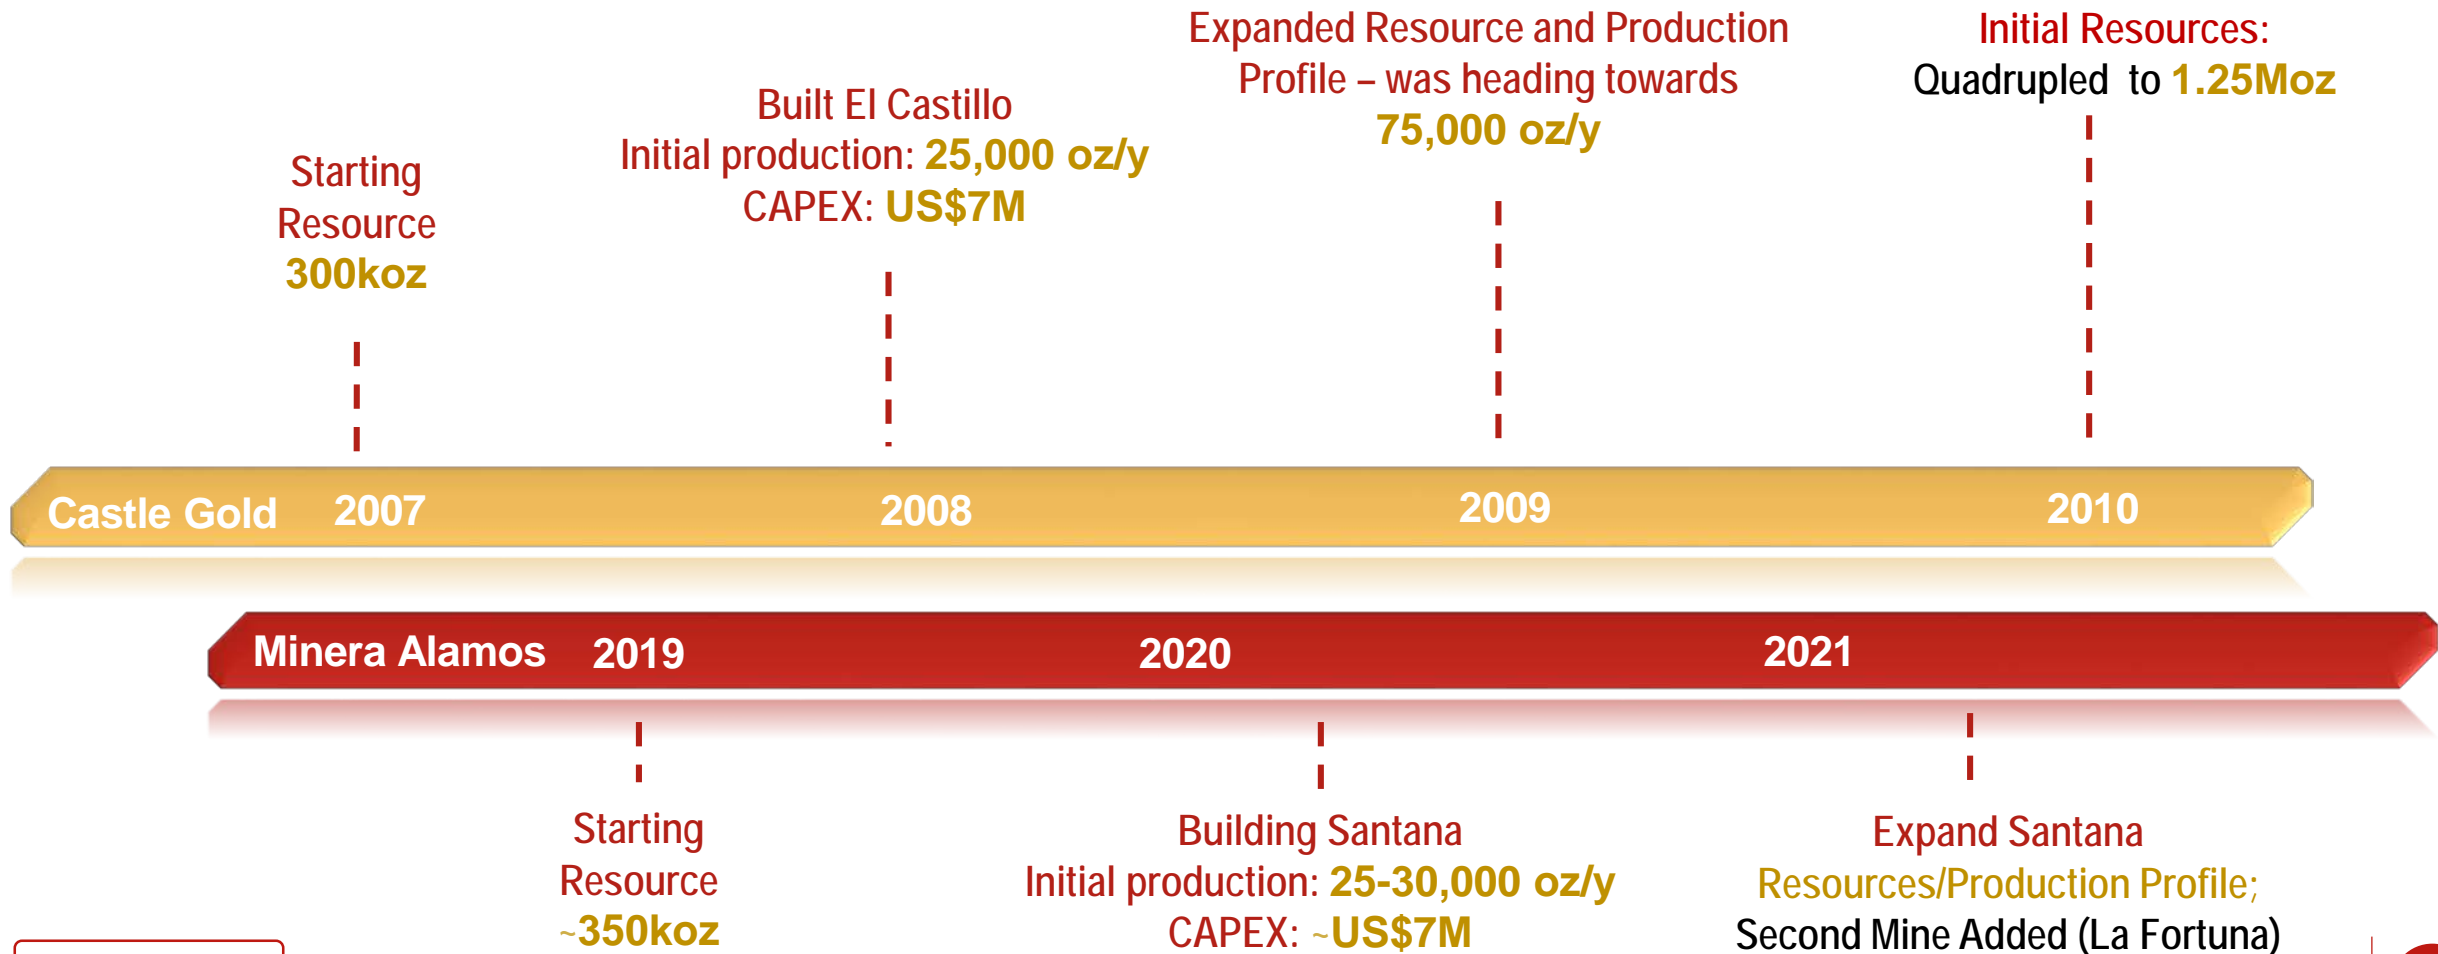 Starting
Resource
300koz
Built El Castillo
Initial production: 25,000 oz/y
CAPEX: US$7M
Expanded Resource and Production
Profile – was heading towards
75,000 oz/y
Initial Resources:
Quadrupled to 1.25Moz
Castle Gold 2007 2008 2009 2010
Minera Alamos 2019 2020 2021
Starting
Resource
~350koz
Building Santana
Initial production: 25-30,000 oz/y
CAPEX: ~US$7M
Expand Santana
Resources/Production Profile;
Second Mine Added (La Fortuna)